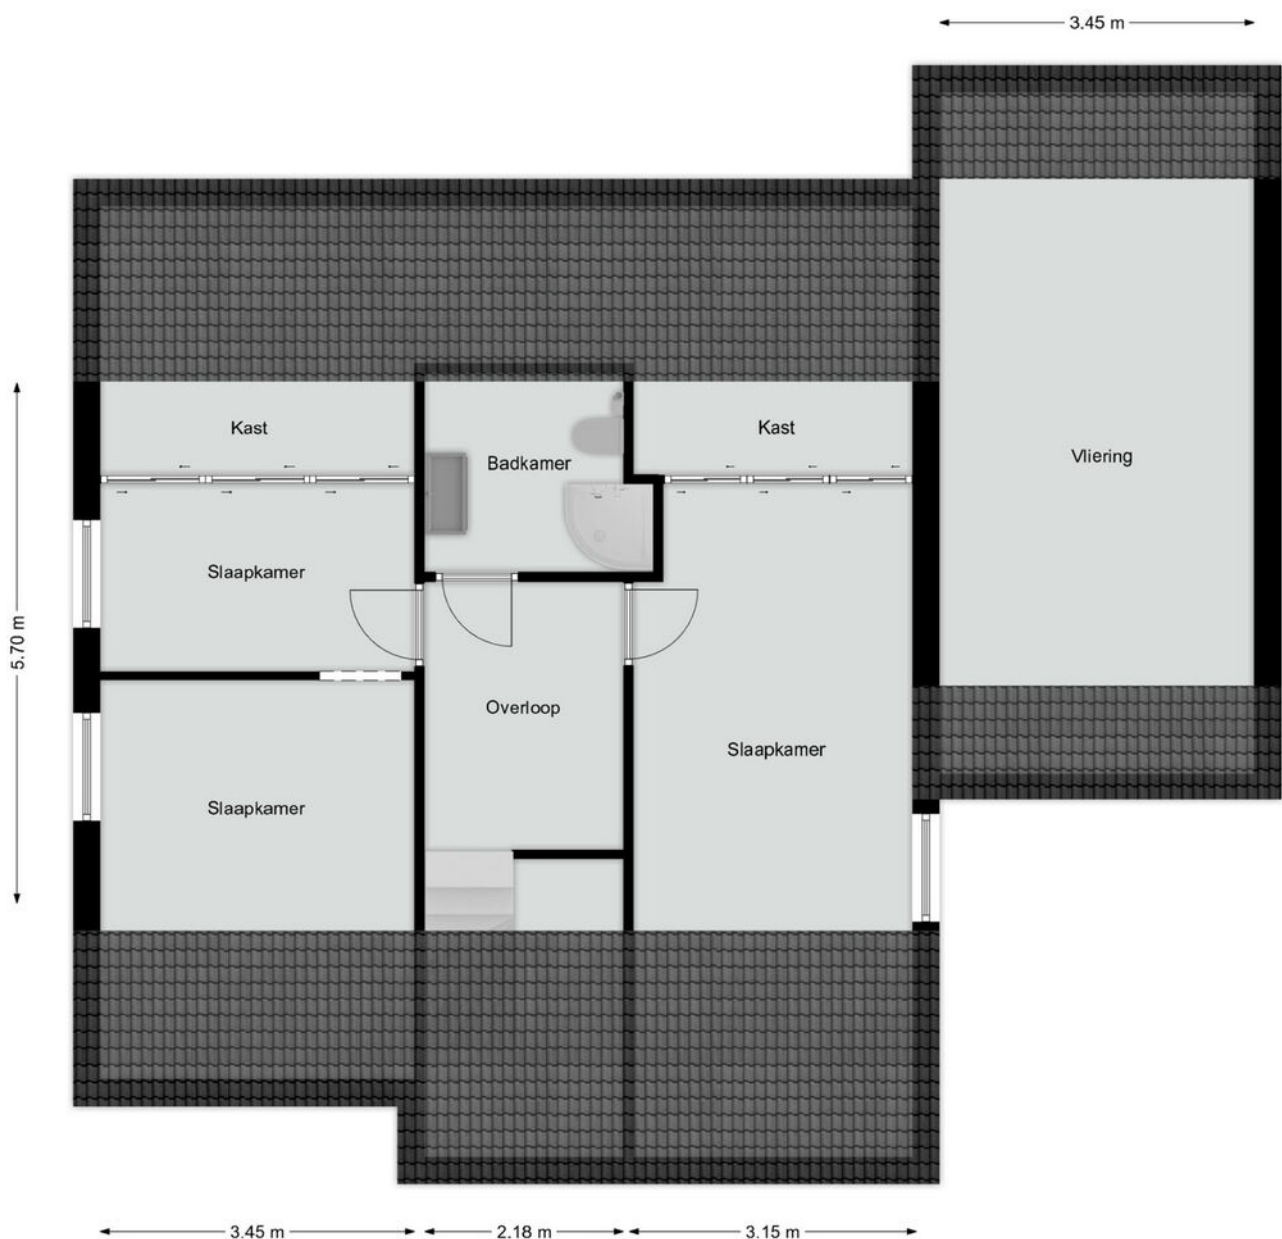 3.45 m
Kast
Kast
Badkamer
Vliering
Slaapkamer
5.70 m
Overloop
Slaapkamer
Slaapkamer
3.45 m
2.18 m
3.15 m